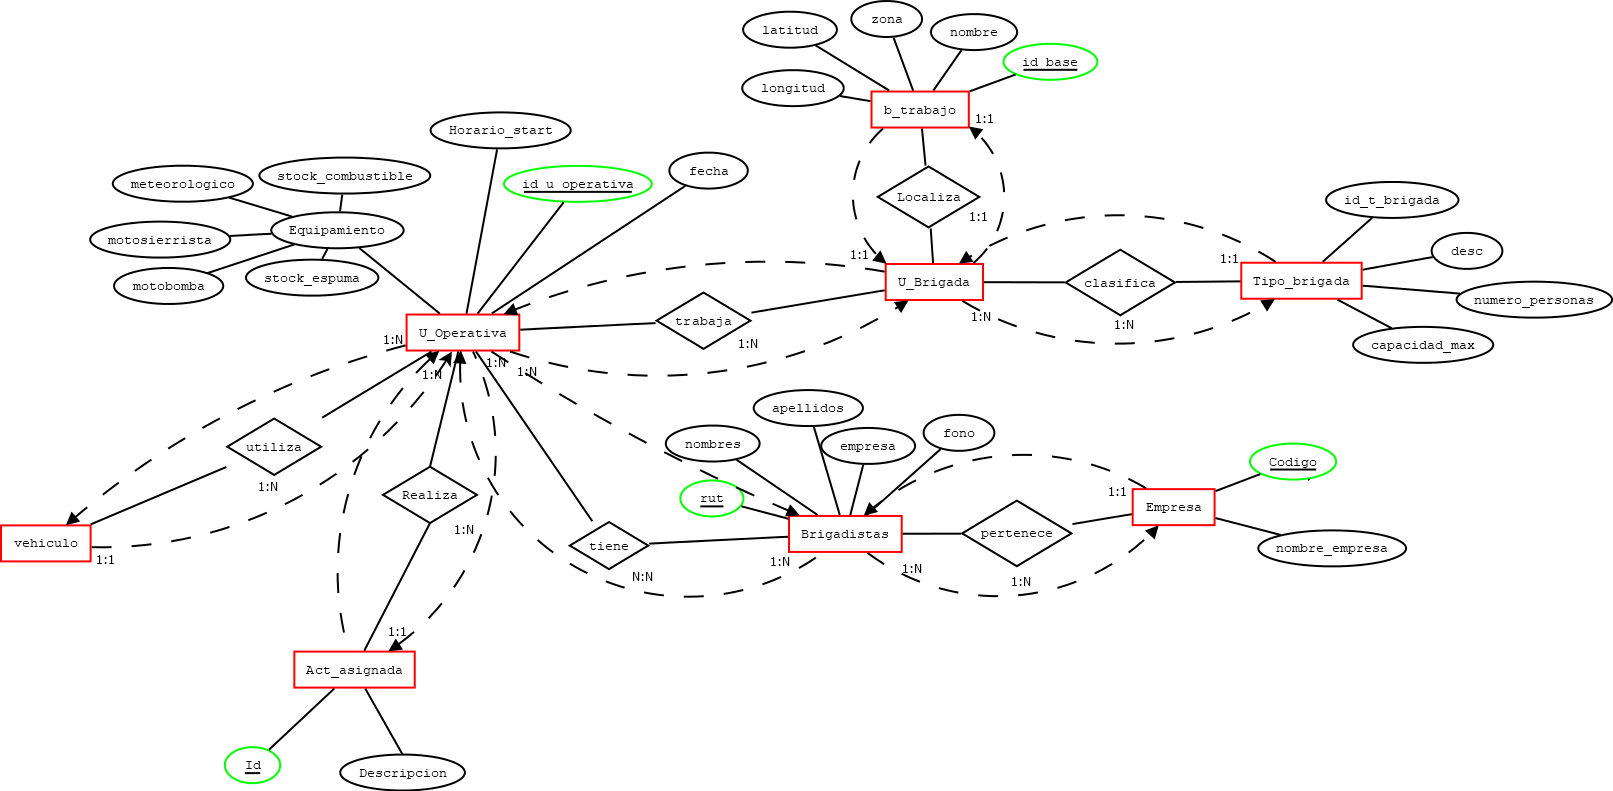 zona
latitud
nombre
id_base
longitud
b_trabajo
1:1
Horario_start
fecha
stock_combustible
meteorologico
id_u_operativa
Localiza
id_t_brigada
1:1
Equipamiento
motosierrista
desc
1:1
1:1
stock_espuma
motobomba
U_Brigada
clasifica
Tipo_brigada
numero_personas
trabaja
1:N
1:N
U_Operativa
1:N
1:N
capacidad_max
1:N
1:N
1:N
apellidos
nombres
empresa
fono
utiliza
Codigo
1:N
Realiza
rut
1:1
Empresa
1:N
Brigadistas
pertenece
vehiculo
tiene
nombre_empresa
1:1
1:N
1:N
N:N
1:N
1:1
Act_asignada
Id
Descripcion